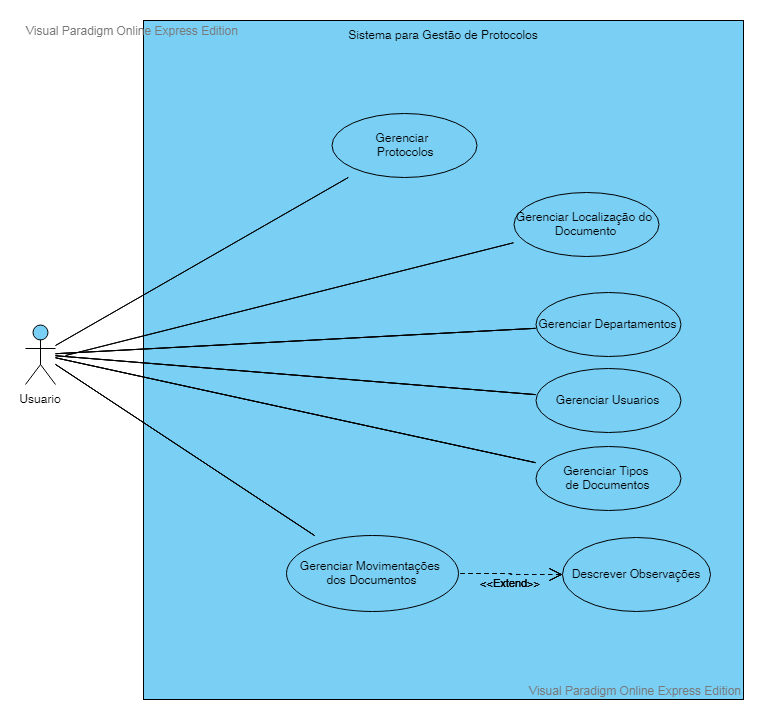 Visual Paradigm Online Express Edition
Sistema para Gestão de Protocolos
Gerenciar
Protocolos
Gerenciar Localização do
Documento
Gerenciar Departamentos
Usuario
Gerenciar Usuarios
Gerenciar Tipos
de Documentos
Gerenciar Movimentações
dos Documentos
<<Extend>>
Descrever Observações
Visual Paradigm Online Express Edition